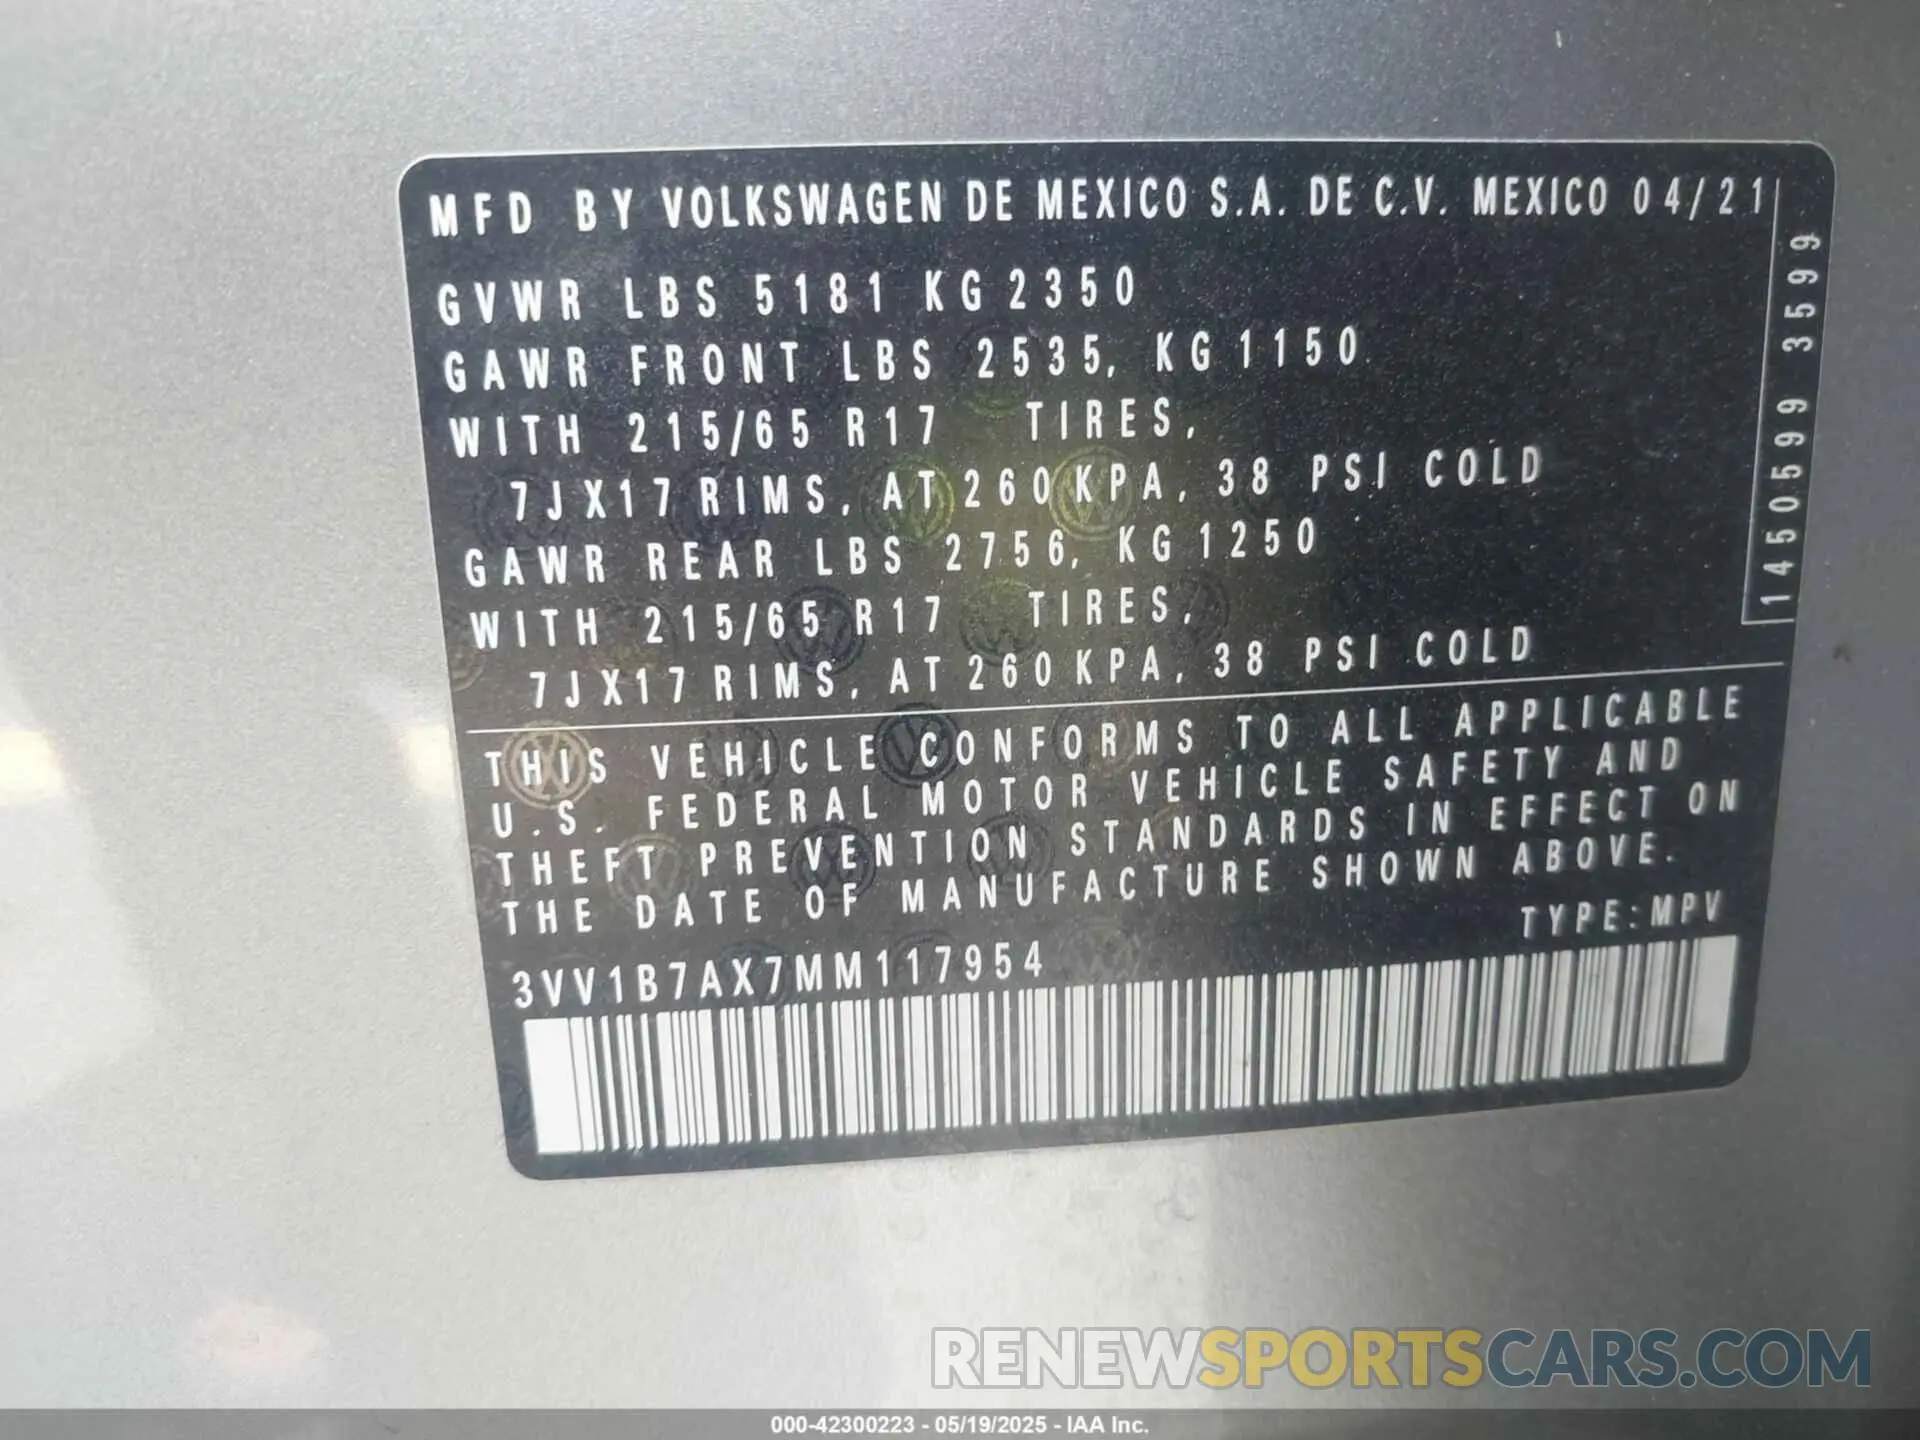 MFD BY VOLKSWAGEN DE MEXICO S.A. DE C.V. MEXICO 04/21
GVWR LBS 5181 KG 2350
GAWR FRONT LBS 2535, KG 1150
WITH 215/65 R17 TIRES,
7JX17 RIMS, AT 260 KPA, 38 PSI COLD
GAWR REAR LBS 2756, KG 1250
WITH 215/65 R17 TIRES,
7JX17 RIMS, AT 260 KPA, 38 PSI COLD
1450599 3599
THIS VEHICLE CONFORMS TO ALL APPLICABLE
U.S. FEDERAL MOTOR VEHICLE SAFETY AND
THEFT PREVENTION STANDARDS IN EFFECT ON
THE DATE OF MANUFACTURE SHOWN ABOVE.
TYPE: MPV
3VV1B7AX7MM117954
RENEWSPORTSCARS.COM
000-42300223 - 05/19/2025 - IAA Inc.